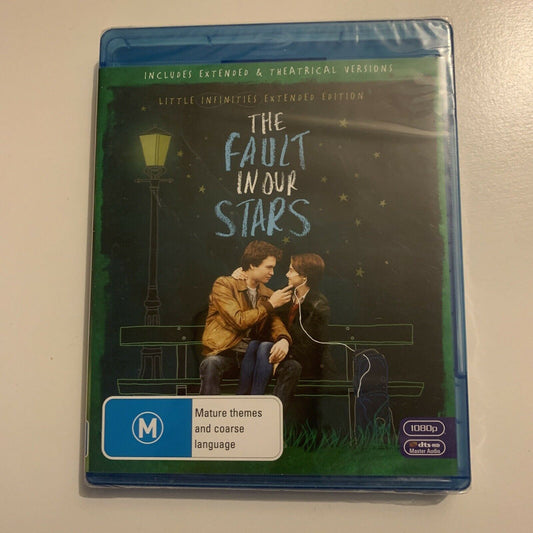 INCLUDES EXTENDED & THEATRICAL VERSIONS
LITTLE INFINITIES EXTENDED EDITION
THE
FAULT
IN OUR
STARS
M
Mature themes
and coarse
language
1080p
dts HD
Master Audio